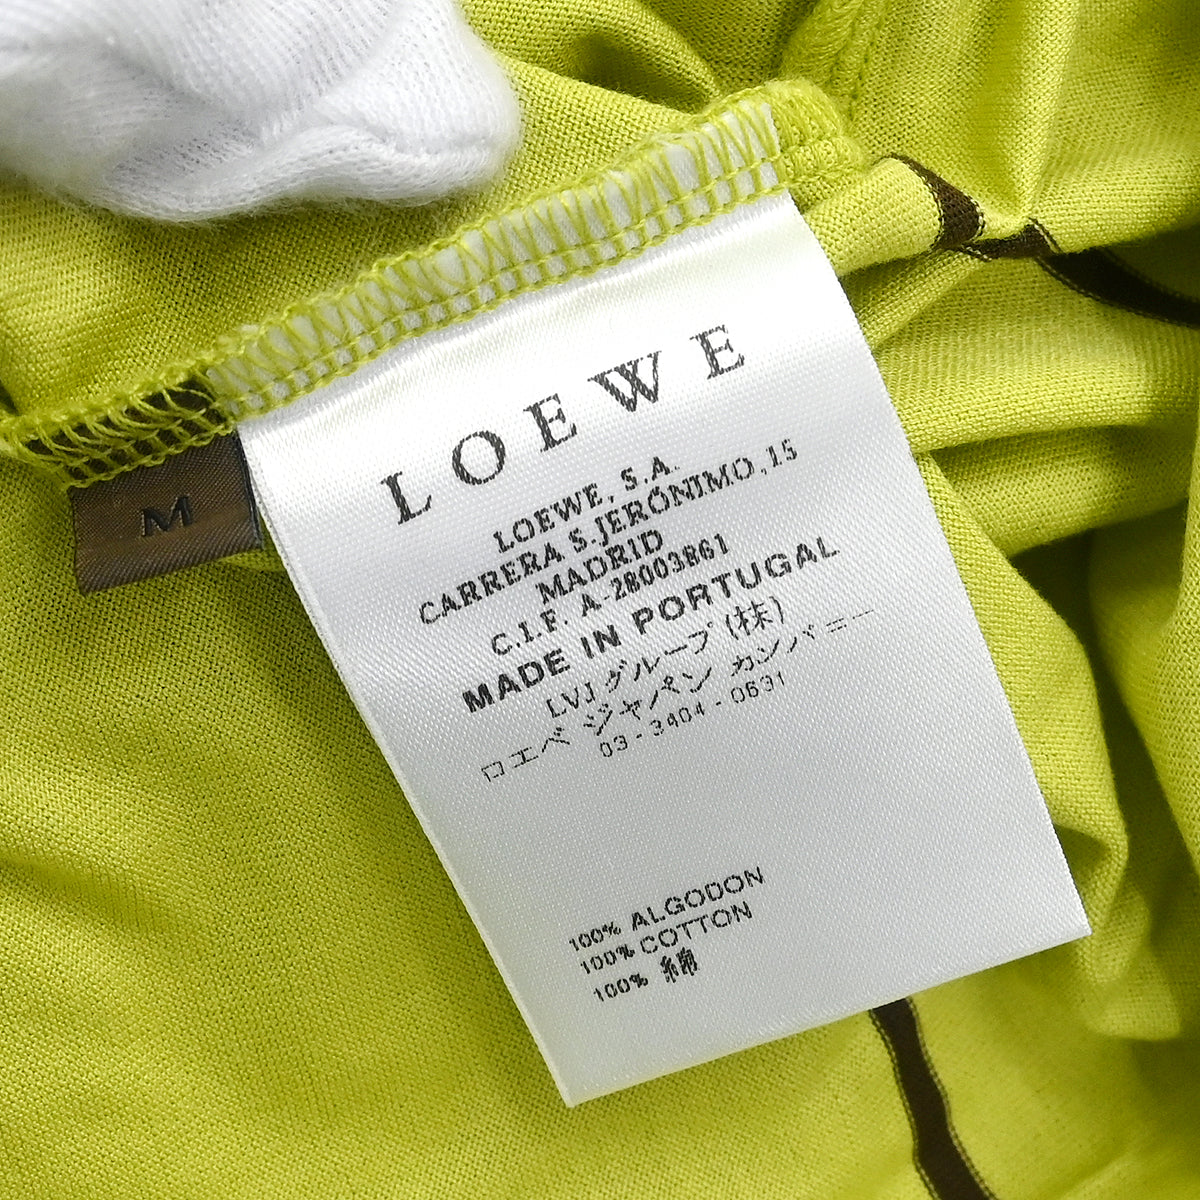 LOEWE
LOEWE, S.A.
CARRERA S.JERÓNIMO,15
MADRID
C.I.F. A-28003861
MADE IN PORTUGAL
LVJ グループ(株)
ロエベ ジャパン カンパニー
03-3404-0631
100% ALGODON
100% COTTON
100% 綿
M